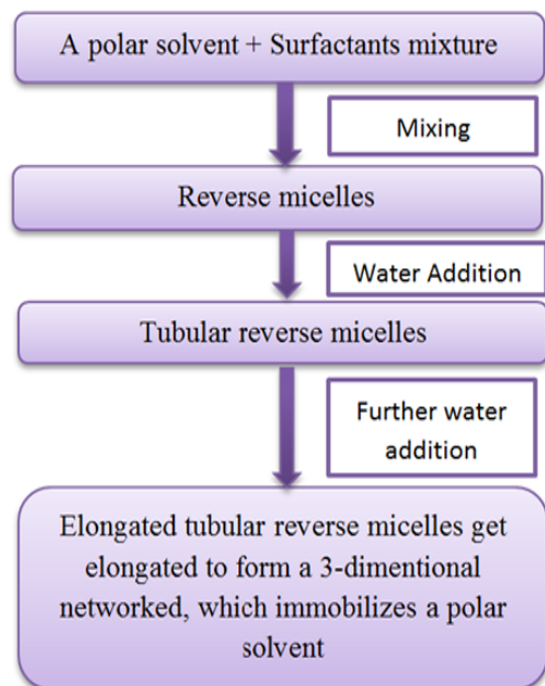 A polar solvent + Surfactants mixture
Mixing
Reverse micelles
Water Addition
Tubular reverse micelles
Further water
addition
Elongated tubular reverse micelles get
elongated to form a 3-dimentional
networked, which immobilizes a polar
solvent